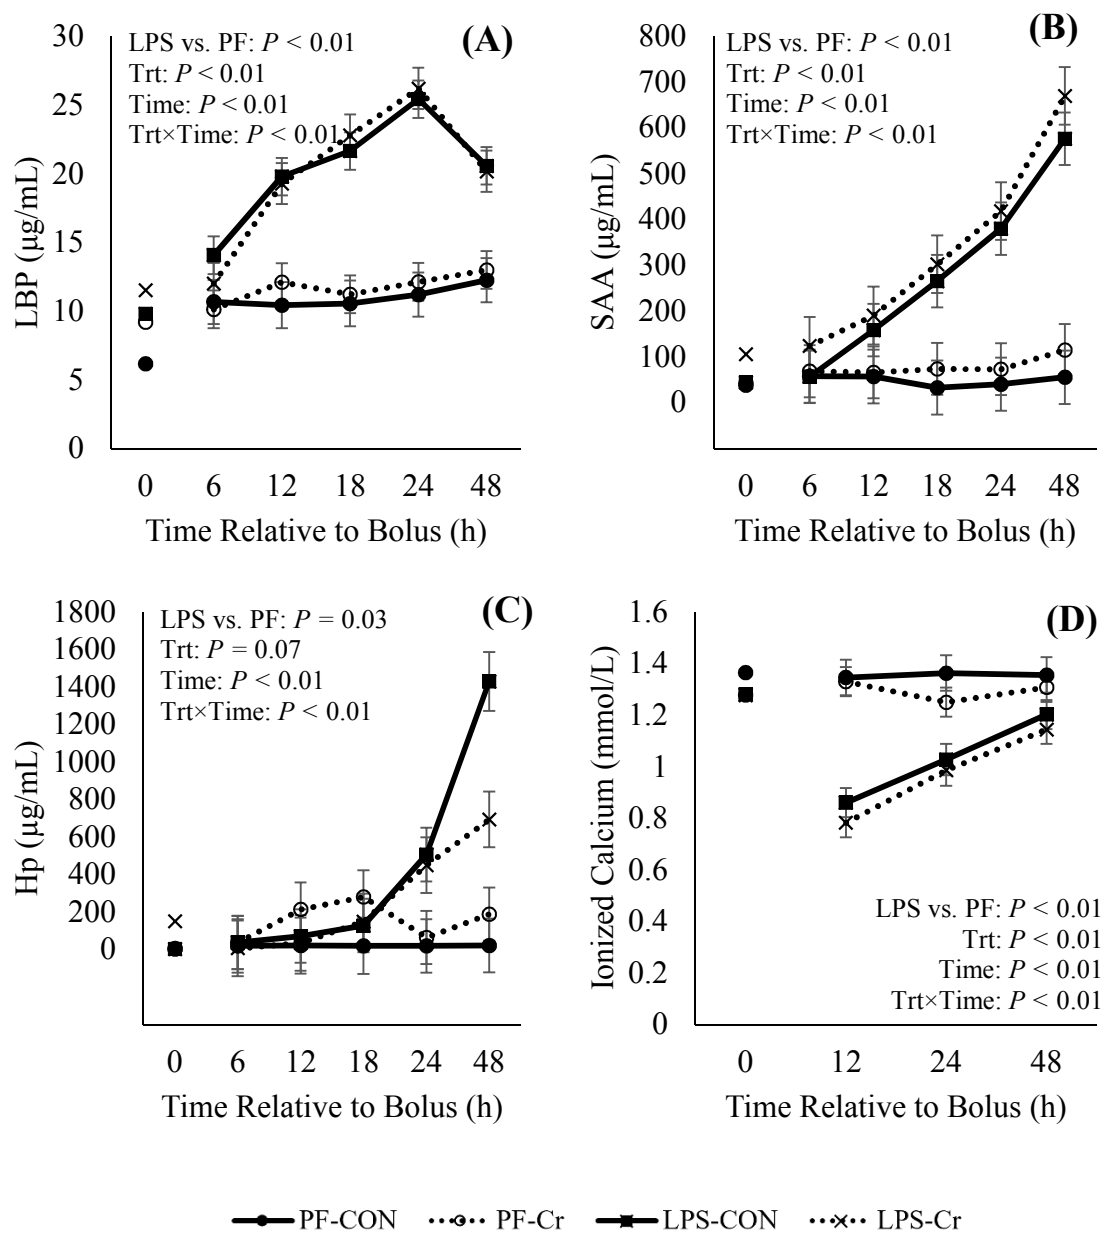 (A)
LPS vs. PF: P < 0.01
Trt: P < 0.01
Time: P < 0.01
Trt×Time: P < 0.01
LBP (µg/mL)
30
25
20
15
10
5
0
0 6 12 18 24 48
Time Relative to Bolus (h)
(B)
LPS vs. PF: P < 0.01
Trt: P < 0.01
Time: P < 0.01
Trt×Time: P < 0.01
SAA (µg/mL)
800
700
600
500
400
300
200
100
0
0 6 12 18 24 48
Time Relative to Bolus (h)
(C)
LPS vs. PF: P = 0.03
Trt: P = 0.07
Time: P < 0.01
Trt×Time: P < 0.01
Hp (µg/mL)
1800
1600
1400
1200
1000
800
600
400
200
0
0 6 12 18 24 48
Time Relative to Bolus (h)
(D)
Ionized Calcium (mmol/L)
1.6
1.4
1.2
1
0.8
0.6
0.4
0.2
0
LPS vs. PF: P < 0.01
Trt: P < 0.01
Time: P < 0.01
Trt×Time: P < 0.01
0 12 24 48
Time Relative to Bolus (h)
PF-CON PF-Cr LPS-CON LPS-Cr